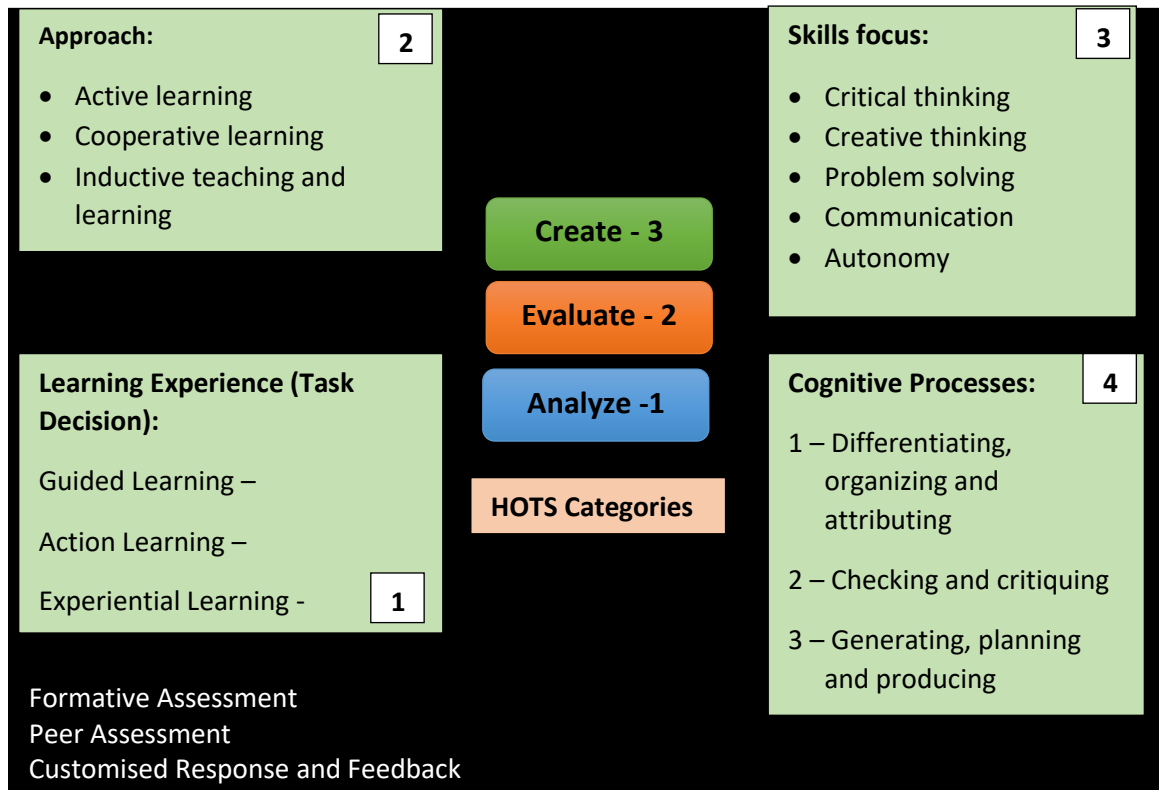 Approach:
2
• Active learning
• Cooperative learning
• Inductive teaching and
learning
Skills focus:
3
• Critical thinking
• Creative thinking
• Problem solving
• Communication
• Autonomy
Create - 3
Evaluate - 2
Analyze -1
HOTS Categories
Learning Experience (Task
Decision):
Guided Learning –
Action Learning –
Experiential Learning -
1
Cognitive Processes:
4
1 – Differentiating,
organizing and
attributing
2 – Checking and critiquing
3 – Generating, planning
and producing
Formative Assessment
Peer Assessment
Customised Response and Feedback